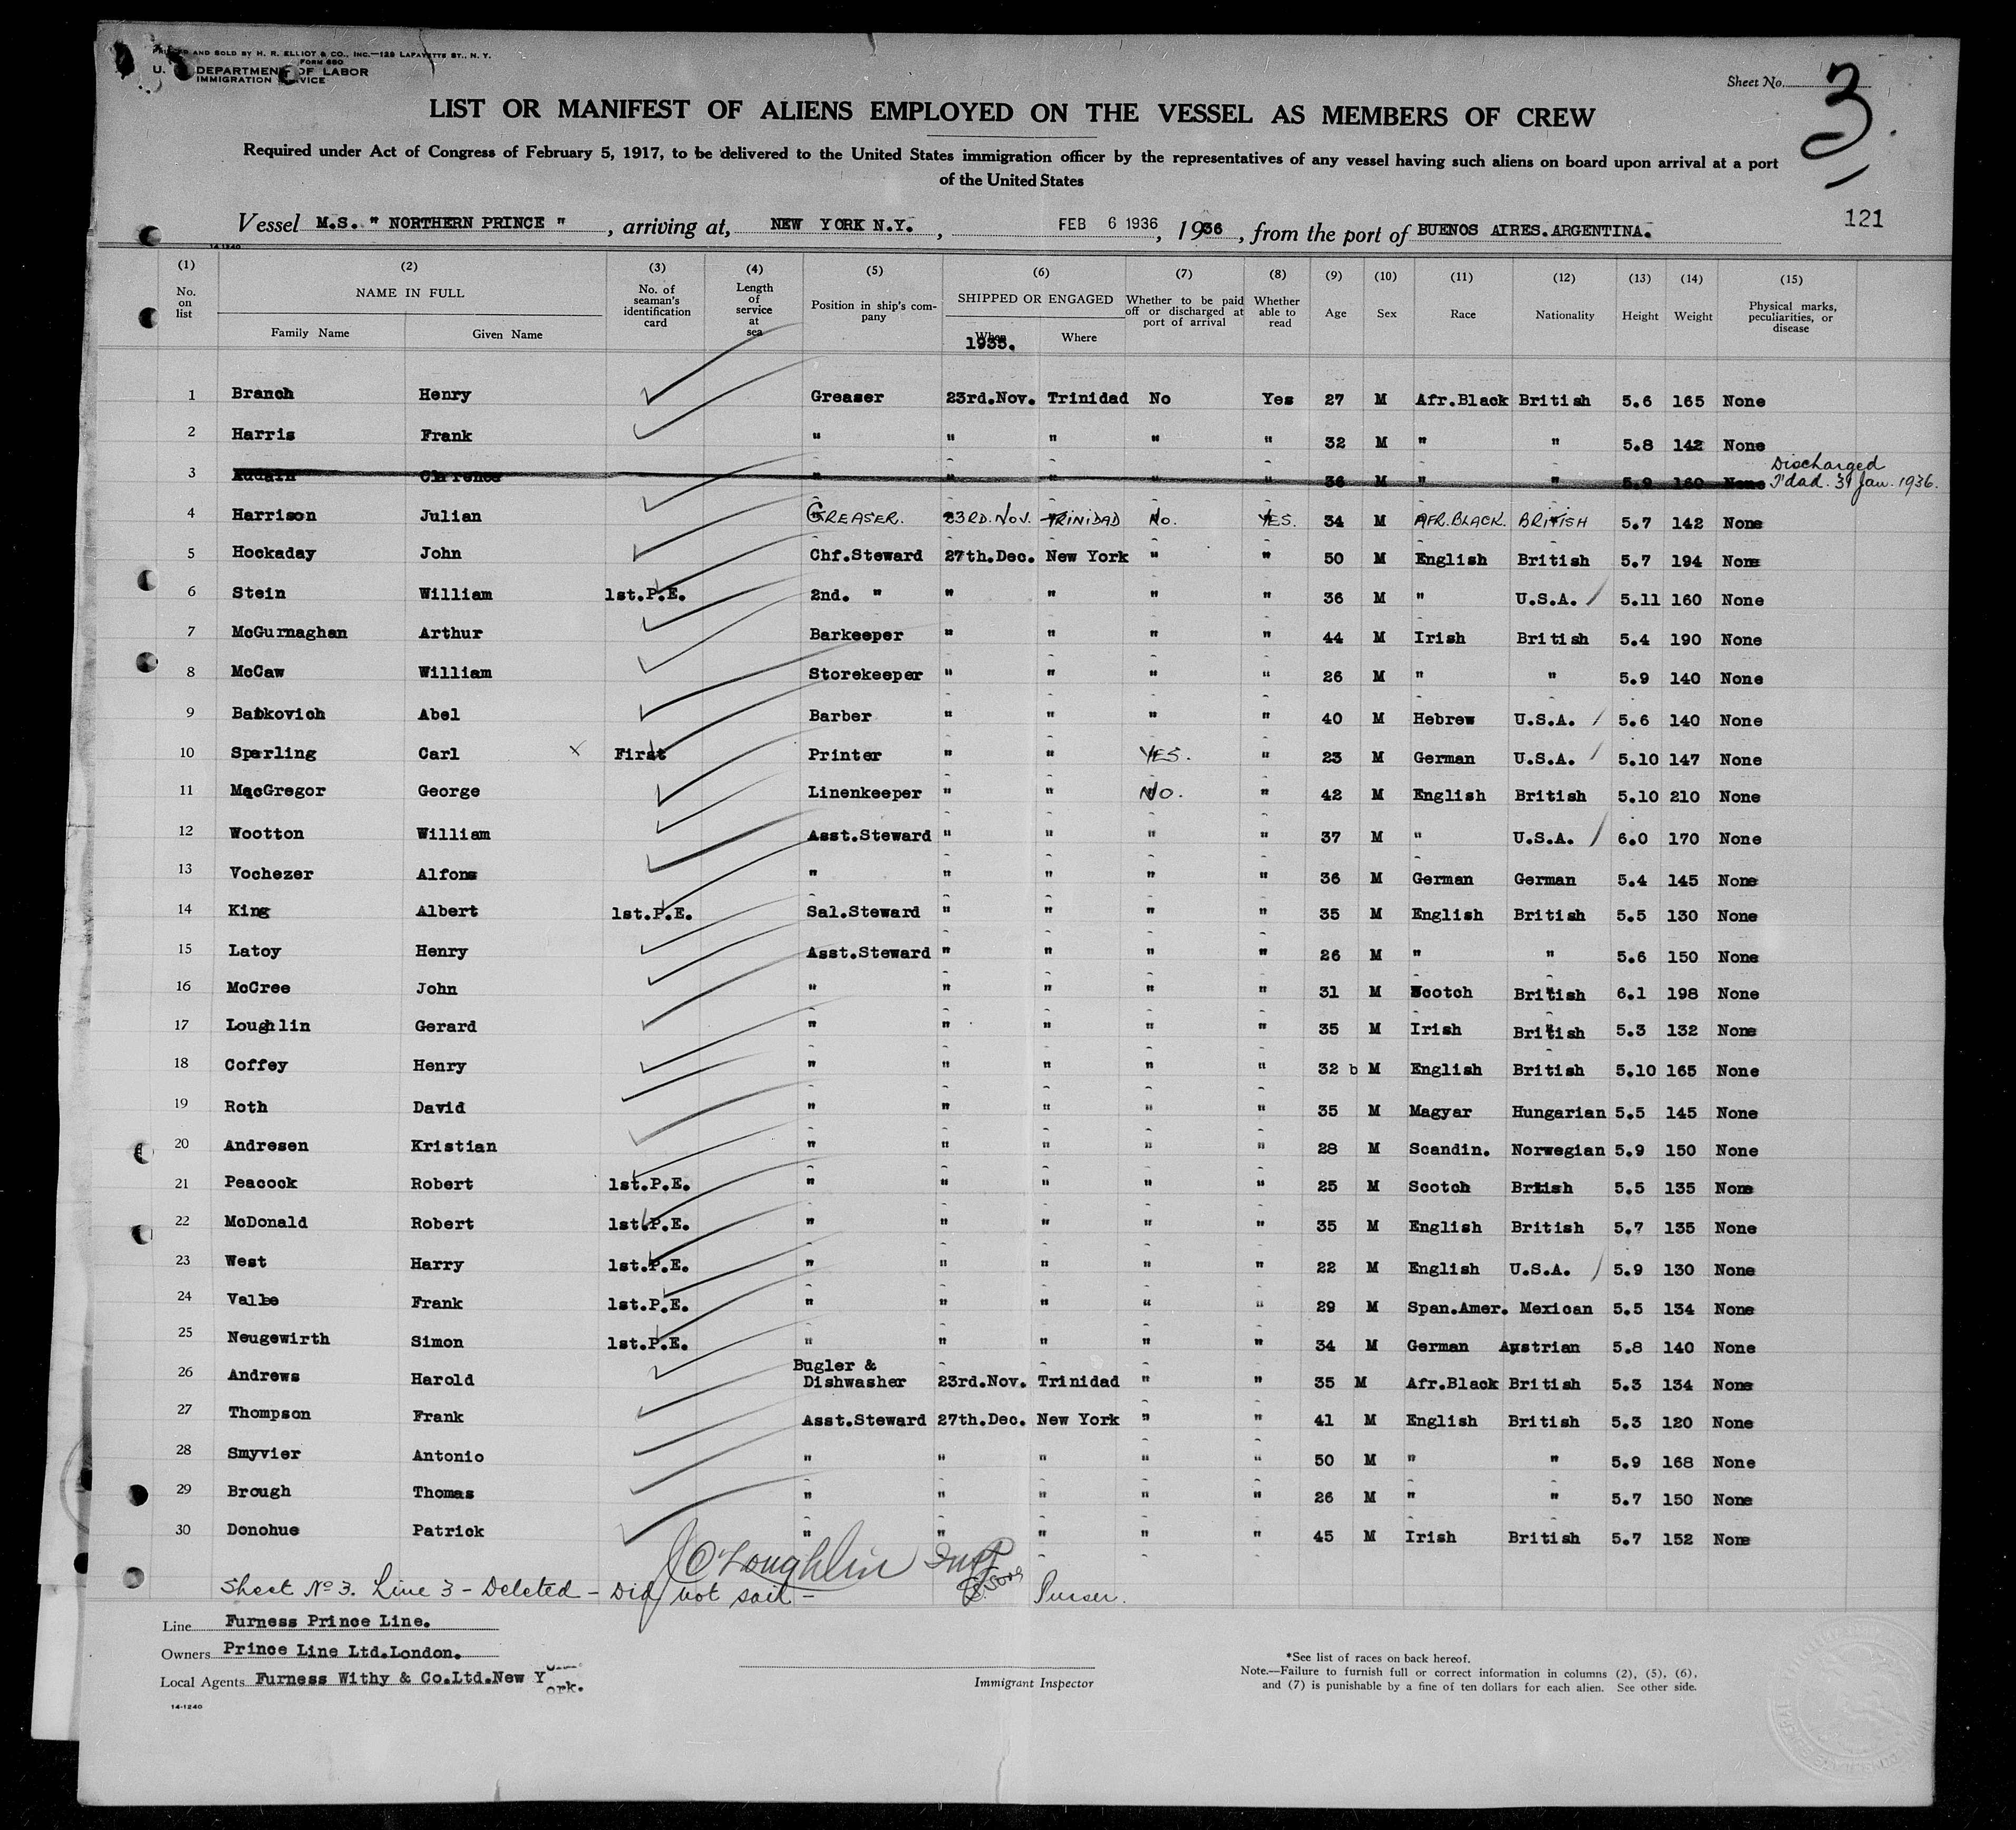 PRINTED AND SOLD BY H. R. ELLIOT & CO., INC.—129 LAFAYETTE ST., N. Y.
FORM 680
U. S. DEPARTMENT OF LABOR
IMMIGRATION SERVICE
Sheet No. 3
LIST OR MANIFEST OF ALIENS EMPLOYED ON THE VESSEL AS MEMBERS OF CREW
Required under Act of Congress of February 5, 1917, to be delivered to the United States immigration officer by the representatives of any vessel having such aliens on board upon arrival at a port
of the United States
121
Vessel M.S. " NORTHERN PRINCE " , arriving at, NEW YORK N.Y. , FEB 6 1936 , 1936 , from the port of BUENOS AIRES.ARGENTINA.
14-1240
(1) No. on list
(2) NAME IN FULL Family Name Given Name
(3) No. of seaman's identification card
(4) Length of service at sea
(5) Position in ship's company
(6) SHIPPED OR ENGAGED When 1935. Where
(7) Whether to be paid off or discharged at port of arrival
(8) Whether able to read
(9) Age
(10) Sex
(11) Race
(12) Nationality
(13) Height
(14) Weight
(15) Physical marks, peculiarities, or disease
1 Branch Henry Greaser 23rd.Nov. Trinidad No Yes 27 M Afr.Black British 5.6 165 None
2 Harris Frank " " " " " 32 M " " 5.8 142 None
3 Clarence " " " " " 36 M " " 5.9 160 None Discharged T'dad. 31 Jan. 1936.
4 Harrison Julian GREASER. 23RD. NOV. TRINIDAD No. YES. 34 M AFR.BLACK. BRITISH 5.7 142 None
5 Hockaday John Chf.Steward 27th.Dec. New York " " 50 M English British 5.7 194 None
6 Stein William 1st.P.E. 2nd. " " " " " 36 M " U.S.A. 5.11 160 None
7 McGurnaghan Arthur Barkeeper " " " " 44 M Irish British 5.4 190 None
8 McCaw William Storekeeper " " " " 26 M " " 5.9 140 None
9 Babkovich Abel Barber " " " " 40 M Hebrew U.S.A. 5.6 140 None
10 Sperling Carl x First Printer " " YES. " 23 M German U.S.A. 5.10 147 None
11 MacGregor George Linenkeeper " " No. " 42 M English British 5.10 210 None
12 Wootton William Asst.Steward " " " " 37 M " U.S.A. 6.0 170 None
13 Vochezer Alfons " " " " " 36 M German German 5.4 145 None
14 King Albert 1st.P.E. Sal.Steward " " " " 35 M English British 5.5 130 None
15 Latoy Henry Asst.Steward " " " " 26 M " " 5.6 150 None
16 McCree John " " " " " 31 M Scotch British 6.1 198 None
17 Loughlin Gerard " " " " " 35 M Irish British 5.3 132 None
18 Coffey Henry " " " " " 32 b M English British 5.10 165 None
19 Roth David " " " " " 35 M Magyar Hungarian 5.5 145 None
20 Andresen Kristian " " " " " 28 M Scandin. Norwegian 5.9 150 None
21 Peacock Robert 1st.P.E. " " " " " 25 M Scotch British 5.5 135 None
22 McDonald Robert 1st.P.E. " " " " " 35 M English British 5.7 135 None
23 West Harry 1st.P.E. " " " " " 22 M English U.S.A. 5.9 130 None
24 Valle Frank 1st.P.E. " " " " " 29 M Span.Amer. Mexican 5.5 134 None
25 Neugewirth Simon 1st.P.E. " " " " " 34 M German Austrian 5.8 140 None
26 Andrews Harold Bugler & Dishwasher 23rd.Nov. Trinidad " " 35 M Afr.Black British 5.3 134 None
27 Thompson Frank Asst.Steward 27th.Dec. New York " " 41 M English British 5.3 120 None
28 Smyvier Antonio " " " " " 50 M " " 5.9 168 None
29 Brough Thomas " " " " " 26 M " " 5.7 150 None
30 Donohue Patrick " " " " " 45 M Irish British 5.7 152 None
J O'Loughlin
Sheet No 3. Line 3 - Deleted - Did not sail - Purser.
Line Furness Prince Line.
Owners Prince Line Ltd.London.
Local Agents Furness Withy & Co.Ltd.New York.
14-1240
Immigrant Inspector
*See list of races on back hereof.
Note.—Failure to furnish full or correct information in columns (2), (5), (6),
and (7) is punishable by a fine of ten dollars for each alien. See other side.